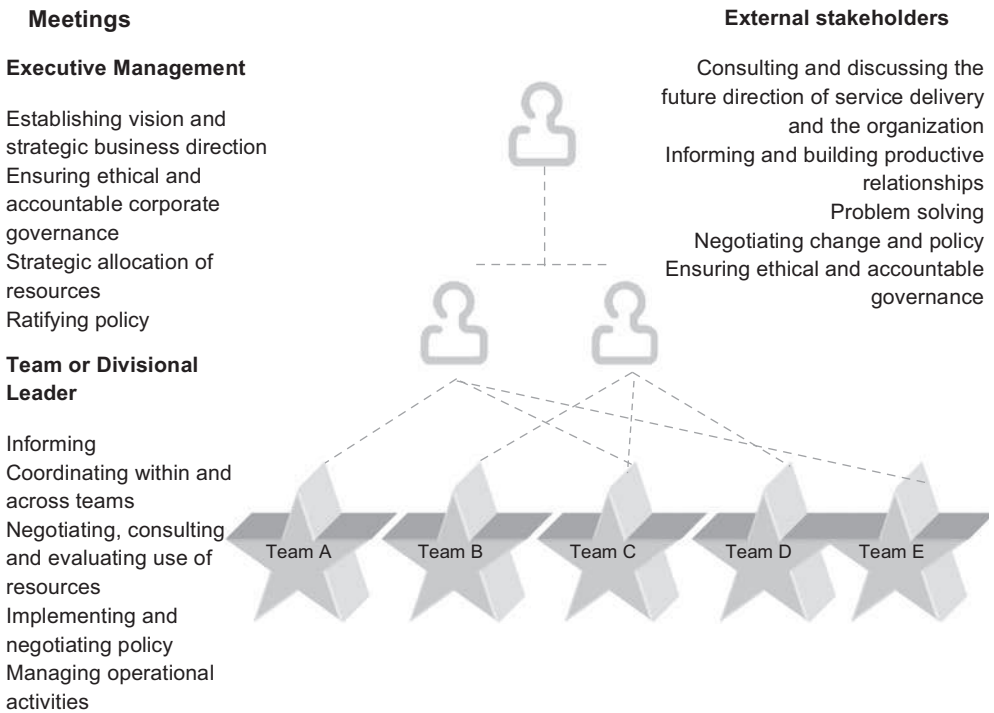 Meetings
Executive Management
Establishing vision and
strategic business direction
Ensuring ethical and
accountable corporate
governance
Strategic allocation of
resources
Ratifying policy
Team or Divisional
Leader
Informing
Coordinating within and
across teams
Negotiating, consulting
and evaluating use of
resources
Implementing and
negotiating policy
Managing operational
activities
External stakeholders
Consulting and discussing the
future direction of service delivery
and the organization
Informing and building productive
relationships
Problem solving
Negotiating change and policy
Ensuring ethical and accountable
governance
Team A
Team B
Team C
Team D
Team E